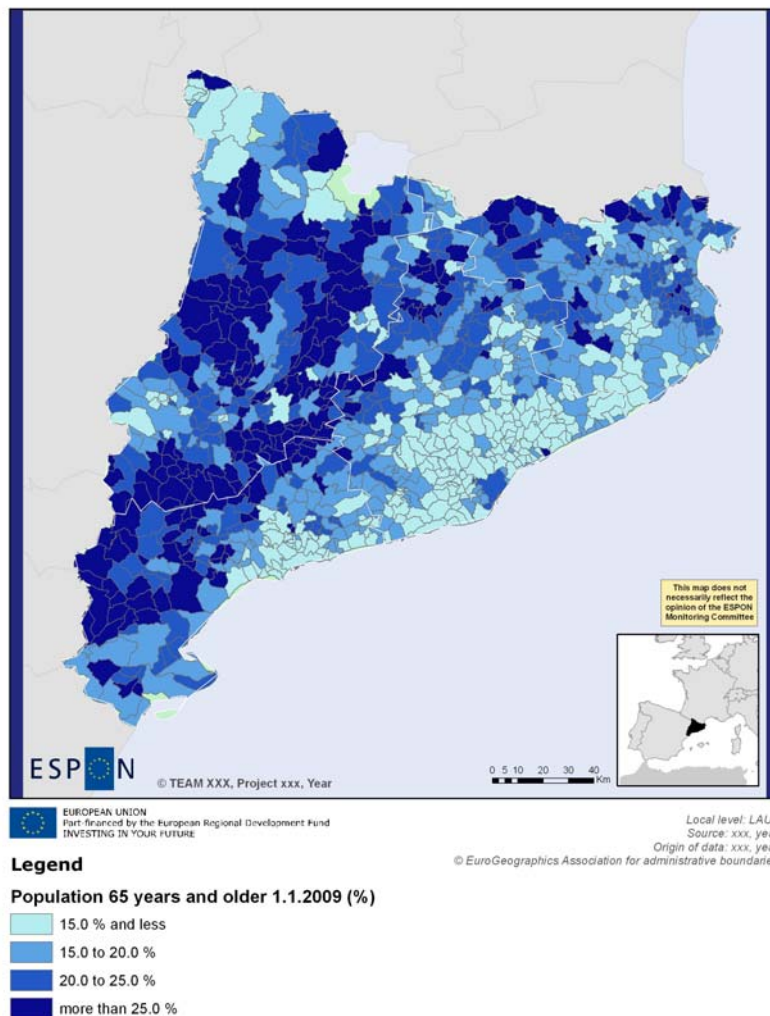 This map does not
necessarily reflect the
opinion of the ESPON
Monitoring Committee
ESPON
© TEAM XXX, Project xxx, Year
0 5 10 20 30 40
Km
EUROPEAN UNION
Part-financed by the European Regional Development Fund
INVESTING IN YOUR FUTURE
Local level: LAU
Source: xxx, yea
Origin of data: xxx, yea
© EuroGeographics Association for administrative boundarie
Legend
Population 65 years and older 1.1.2009 (%)
15.0 % and less
15.0 to 20.0 %
20.0 to 25.0 %
more than 25.0 %